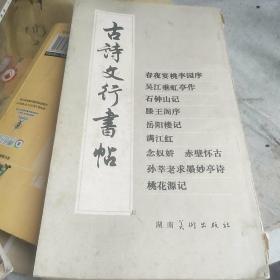 古詩文行書帖
春夜宴桃李园序
吴江垂虹亭作
石钟山记
滕王阁序
岳阳楼记
满江红
念奴娇 赤壁怀古
孙莘老求墨妙亭诗
桃花源记
湖南美术出版社